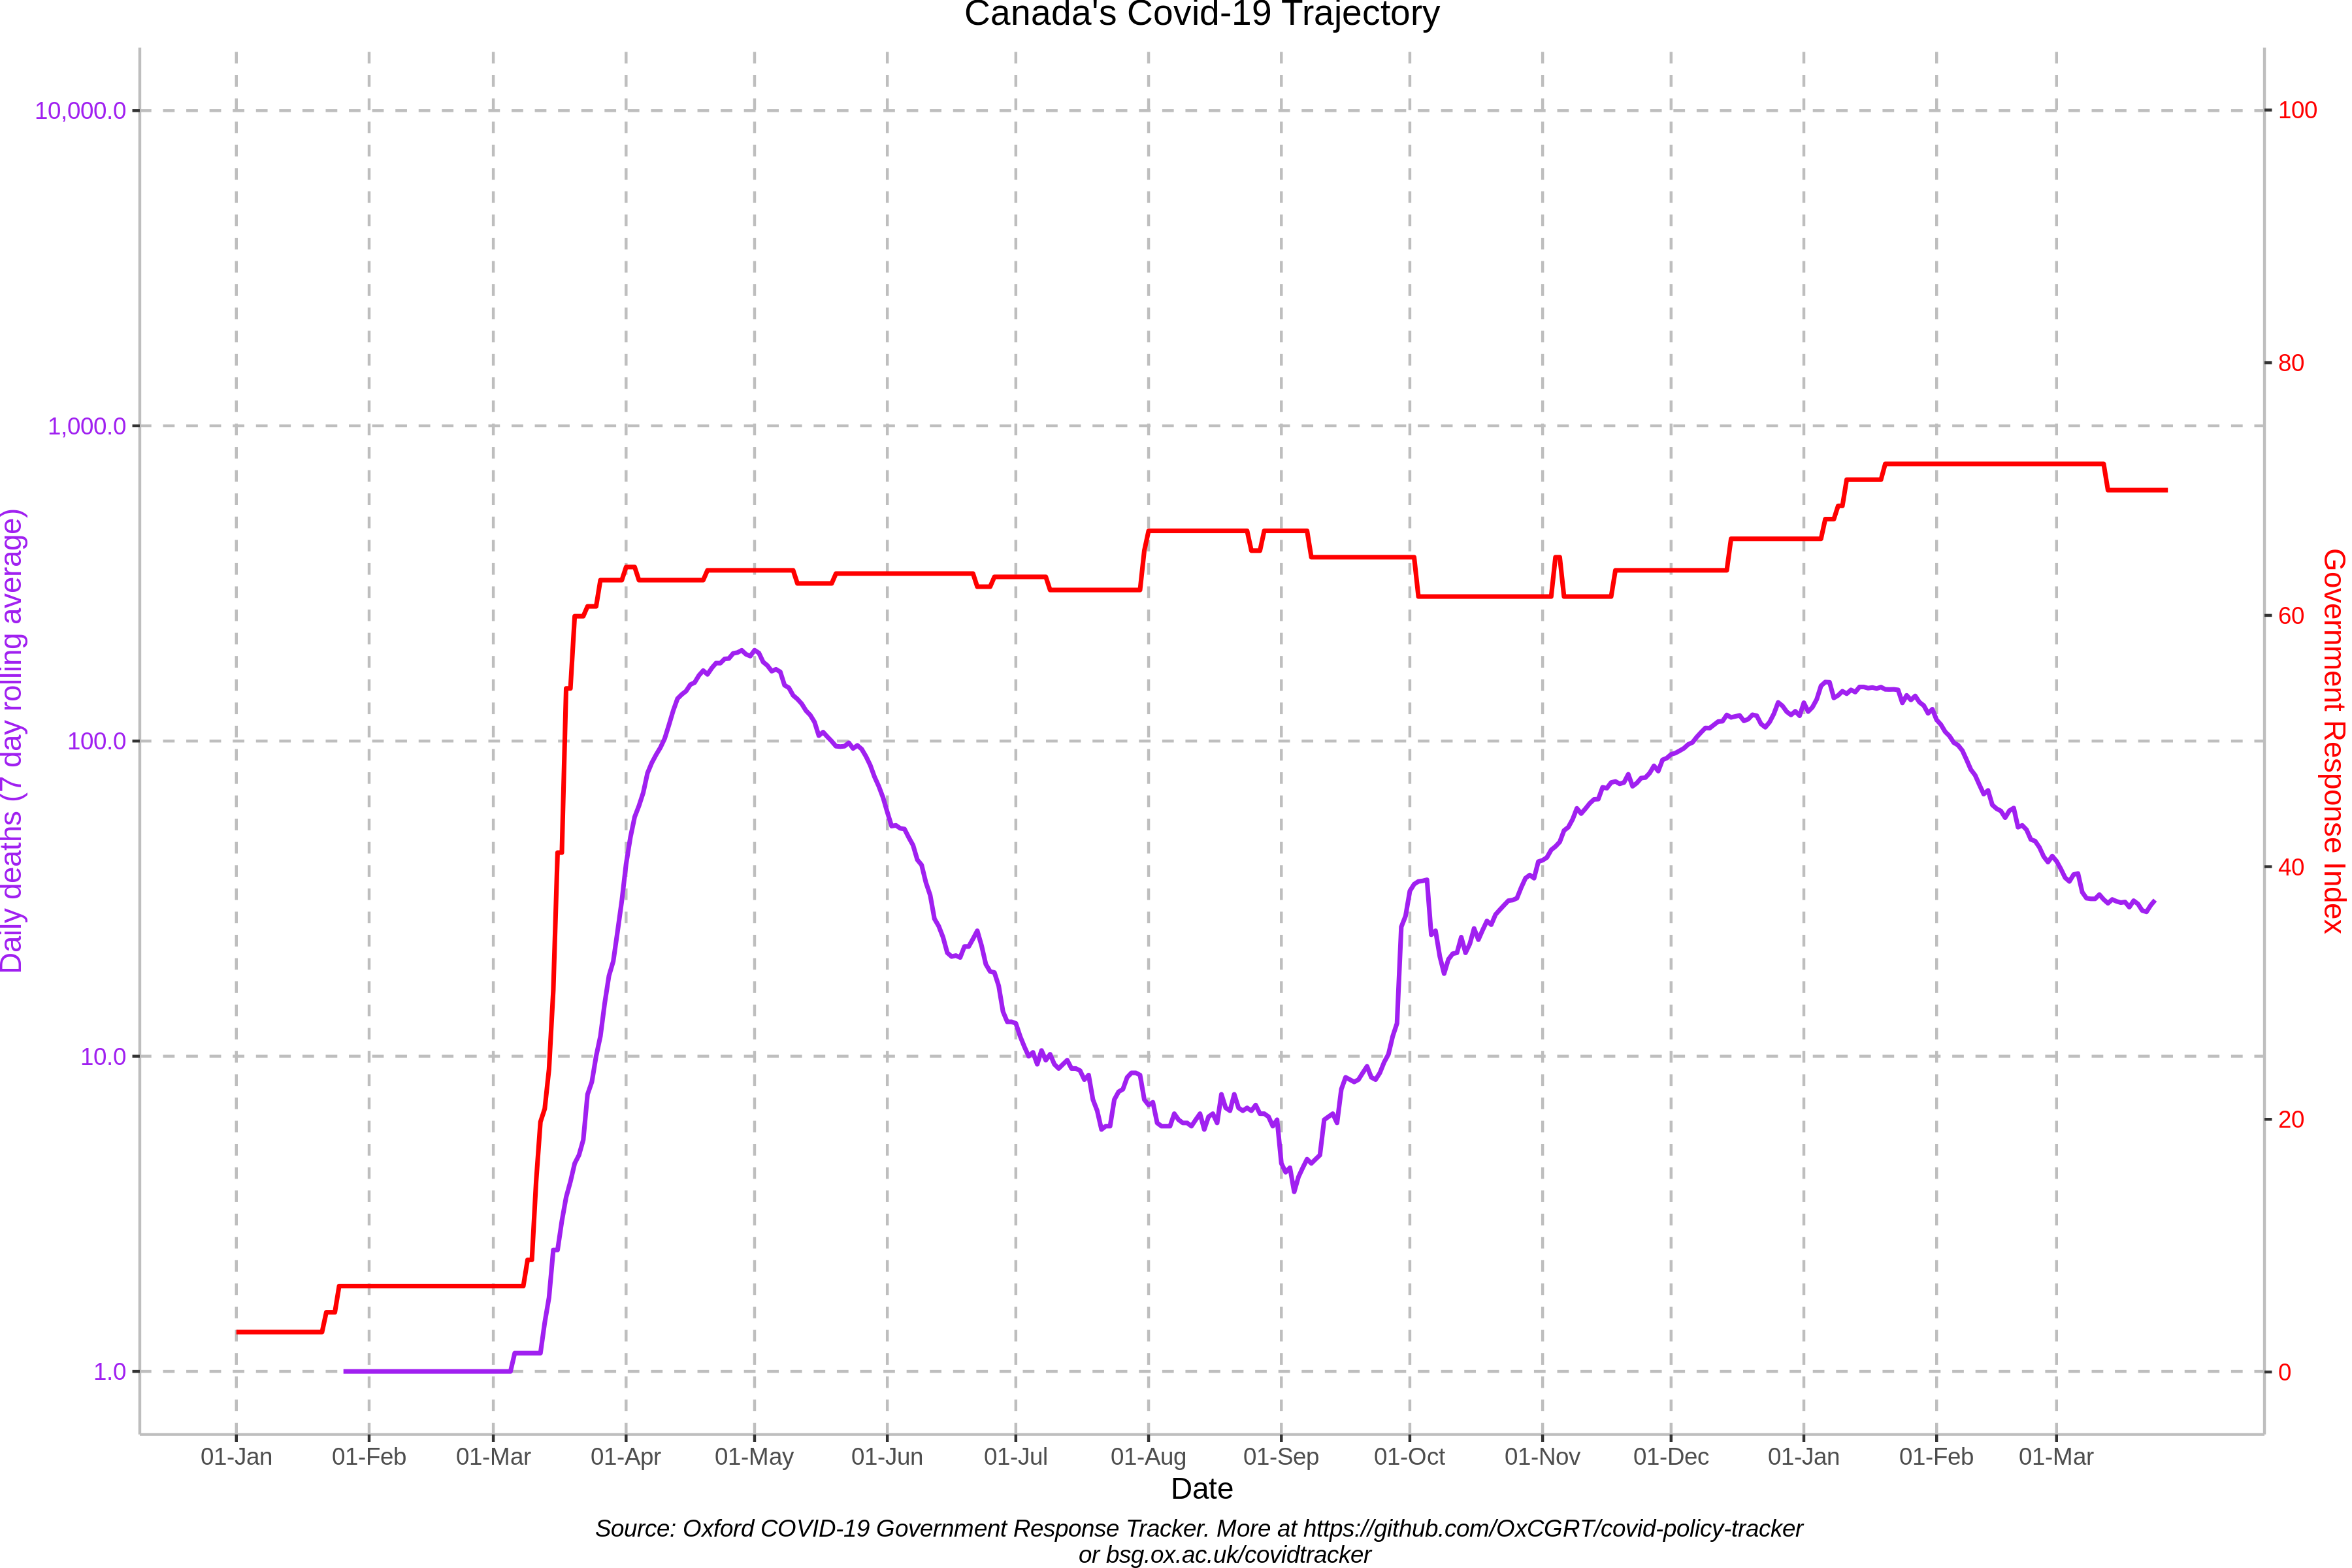 Canada's Covid-19 Trajectory
10,000.0
1,000.0
100.0
10.0
1.0
Daily deaths (7 day rolling average)
100
80
60
40
20
0
Government Response Index
01-Jan 01-Feb 01-Mar 01-Apr 01-May 01-Jun 01-Jul 01-Aug 01-Sep 01-Oct 01-Nov 01-Dec 01-Jan 01-Feb 01-Mar
Date
Source: Oxford COVID-19 Government Response Tracker. More at https://github.com/OxCGRT/covid-policy-tracker
or bsg.ox.ac.uk/covidtracker